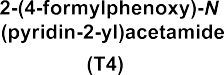 2-(4-formylphenoxy)-N
(pyridin-2-yl)acetamide
(T4)